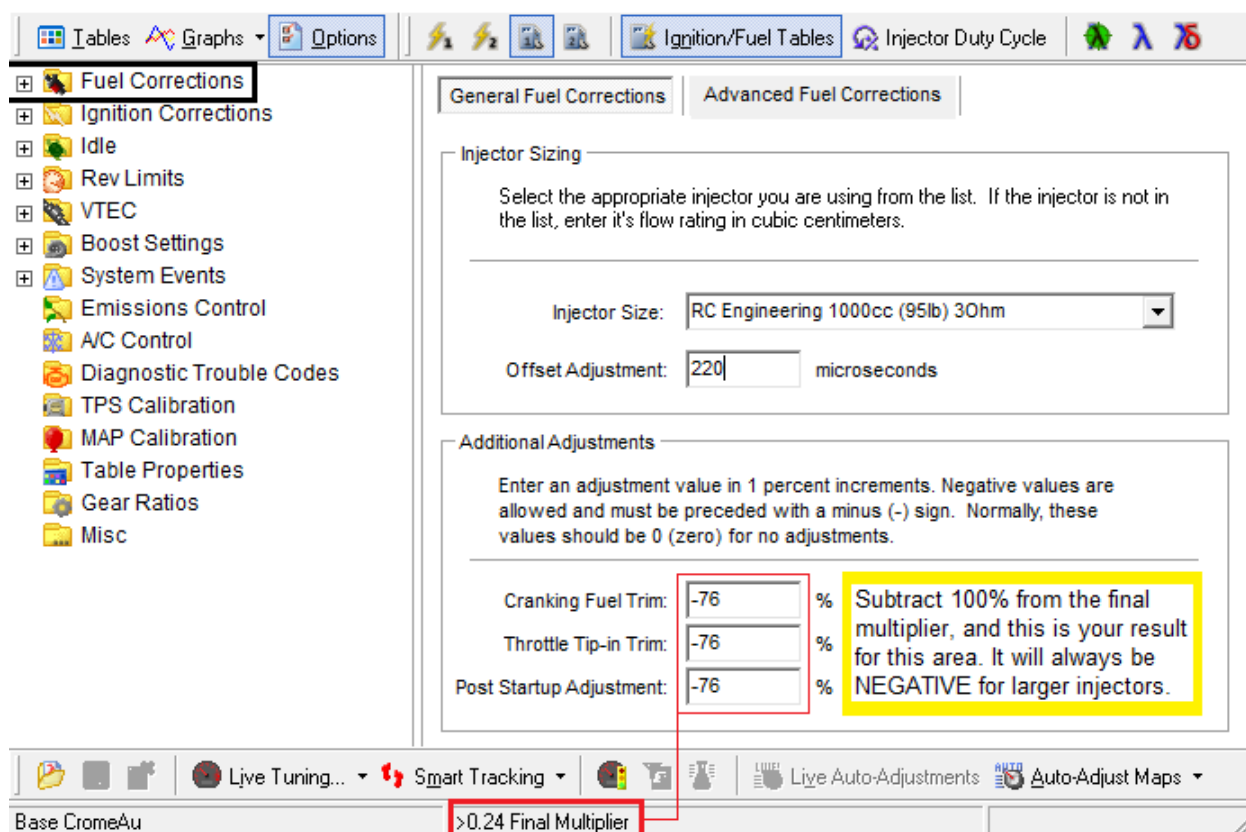 Tables Graphs Options Ignition/Fuel Tables Injector Duty Cycle
Fuel Corrections
Ignition Corrections
Idle
Rev Limits
VTEC
Boost Settings
System Events
Emissions Control
A/C Control
Diagnostic Trouble Codes
TPS Calibration
MAP Calibration
Table Properties
Gear Ratios
Misc
General Fuel Corrections Advanced Fuel Corrections
Injector Sizing
Select the appropriate injector you are using from the list. If the injector is not in
the list, enter it's flow rating in cubic centimeters.
Injector Size: RC Engineering 1000cc (95lb) 3Ohm
Offset Adjustment: 220 microseconds
Additional Adjustments
Enter an adjustment value in 1 percent increments. Negative values are
allowed and must be preceded with a minus (-) sign. Normally, these
values should be 0 (zero) for no adjustments.
Cranking Fuel Trim: -76 %
Throttle Tip-in Trim: -76 %
Post Startup Adjustment: -76 %
Subtract 100% from the final
multiplier, and this is your result
for this area. It will always be
NEGATIVE for larger injectors.
Live Tuning... Smart Tracking Live Auto-Adjustments Auto-Adjust Maps
Base CromeAu >0.24 Final Multiplier